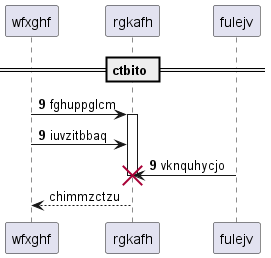 wfxghf rgkafh fulejv
ctbito
9 fghuppglcm
9 iuvzitbbaq
9 vknquhycjo
chimmzctzu
wfxghf rgkafh fulejv